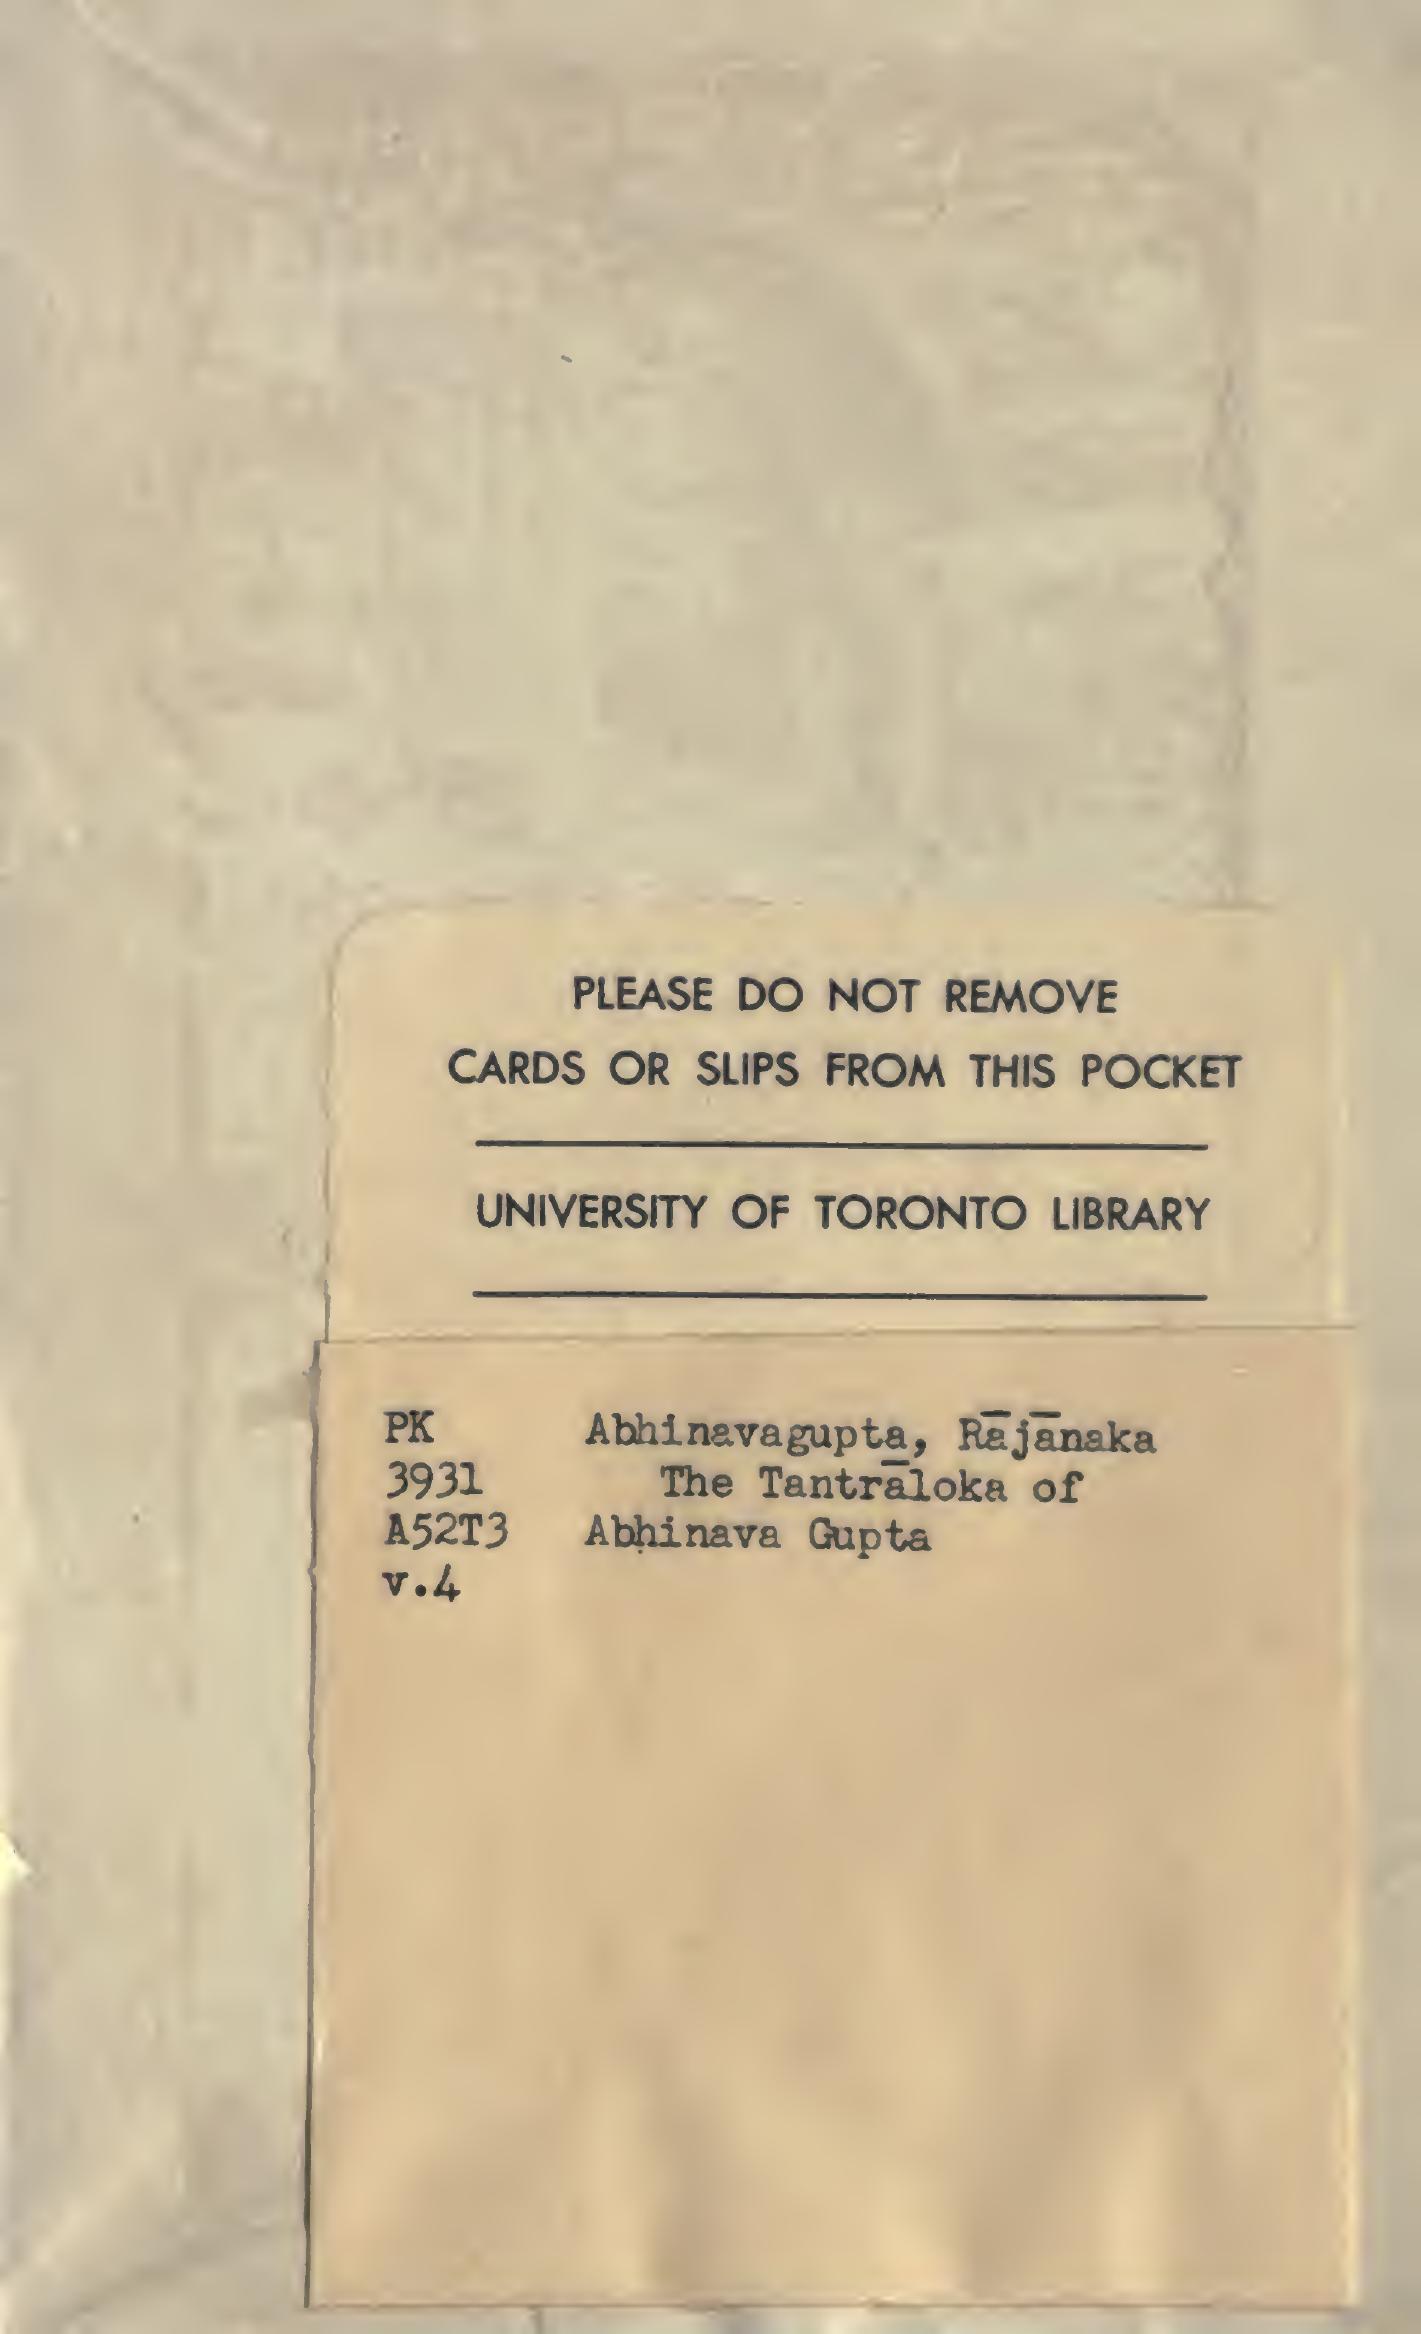 PLEASE DO NOT REMOVE
CARDS OR SLIPS FROM THIS POCKET
UNIVERSITY OF TORONTO LIBRARY
PK Abhinavagupta, Rājānaka
3931 The Tantrāloka of
A52T3 Abhinava Gupta
v.4